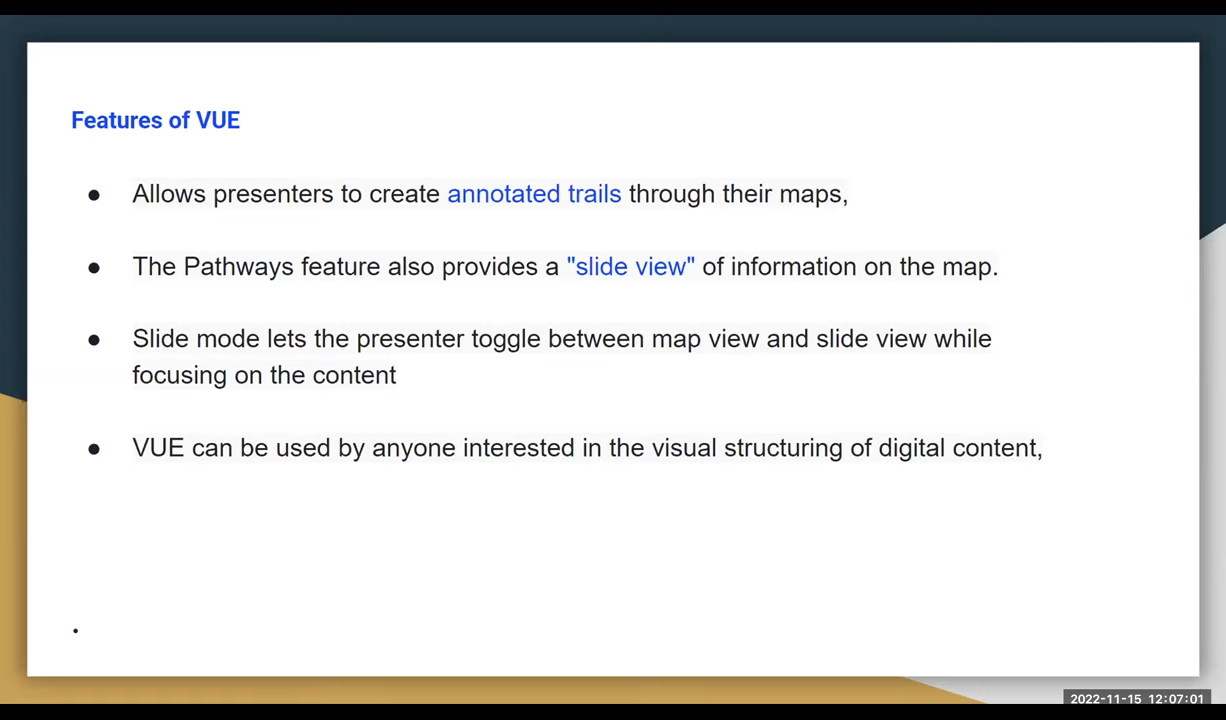 Features of VUE
● Allows presenters to create annotated trails through their maps,
● The Pathways feature also provides a "slide view" of information on the map.
● Slide mode lets the presenter toggle between map view and slide view while
focusing on the content
● VUE can be used by anyone interested in the visual structuring of digital content,
.
2022-11-15 12:07:01